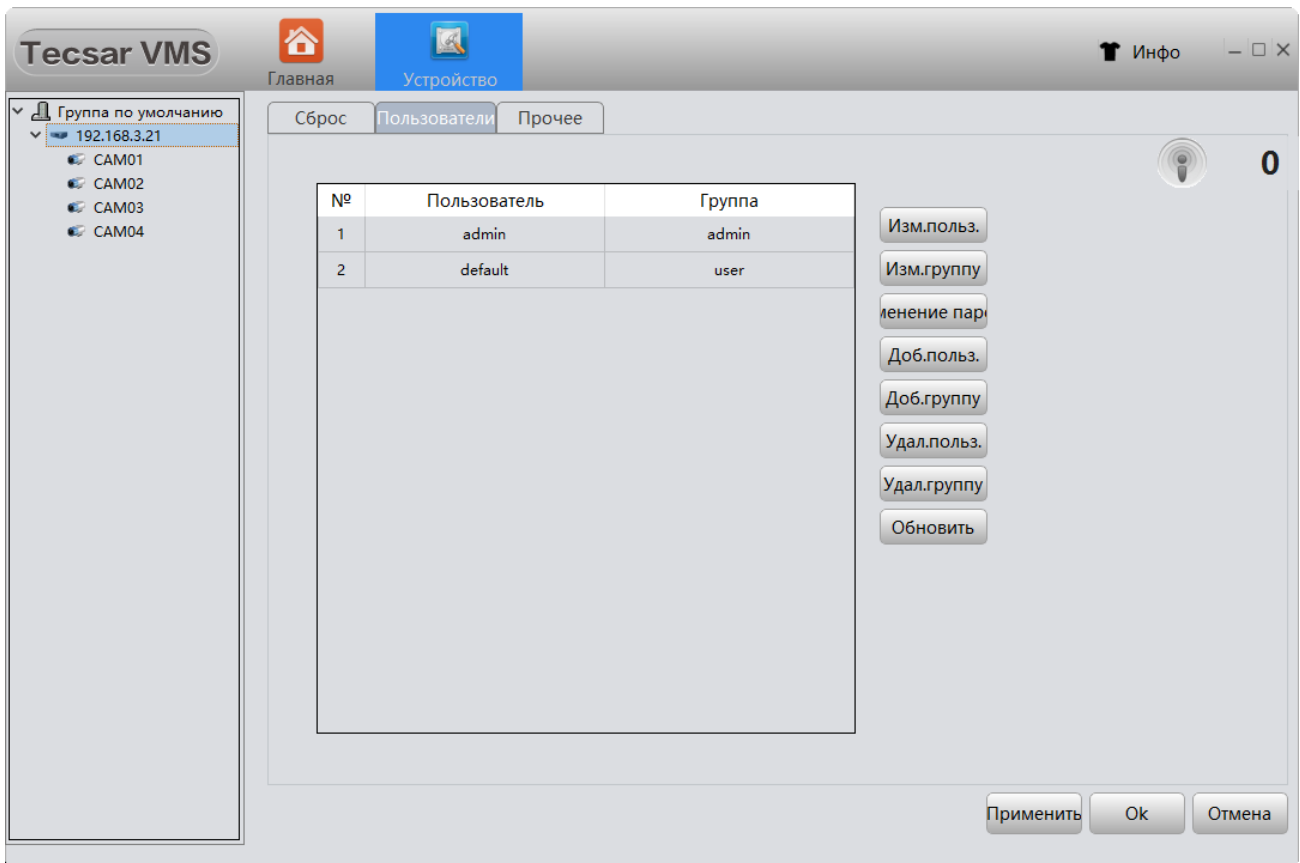 Tecsar VMS
Главная
Устройство
Инфо
Группа по умолчанию
192.168.3.21
CAM01
CAM02
CAM03
CAM04
Сброс Пользователи Прочее
0
№ Пользователь Группа
1 admin admin
2 default user
Изм.польз.
Изм.группу
менение пар
Доб.польз.
Доб.группу
Удал.польз.
Удал.группу
Обновить
Применить Ok Отмена